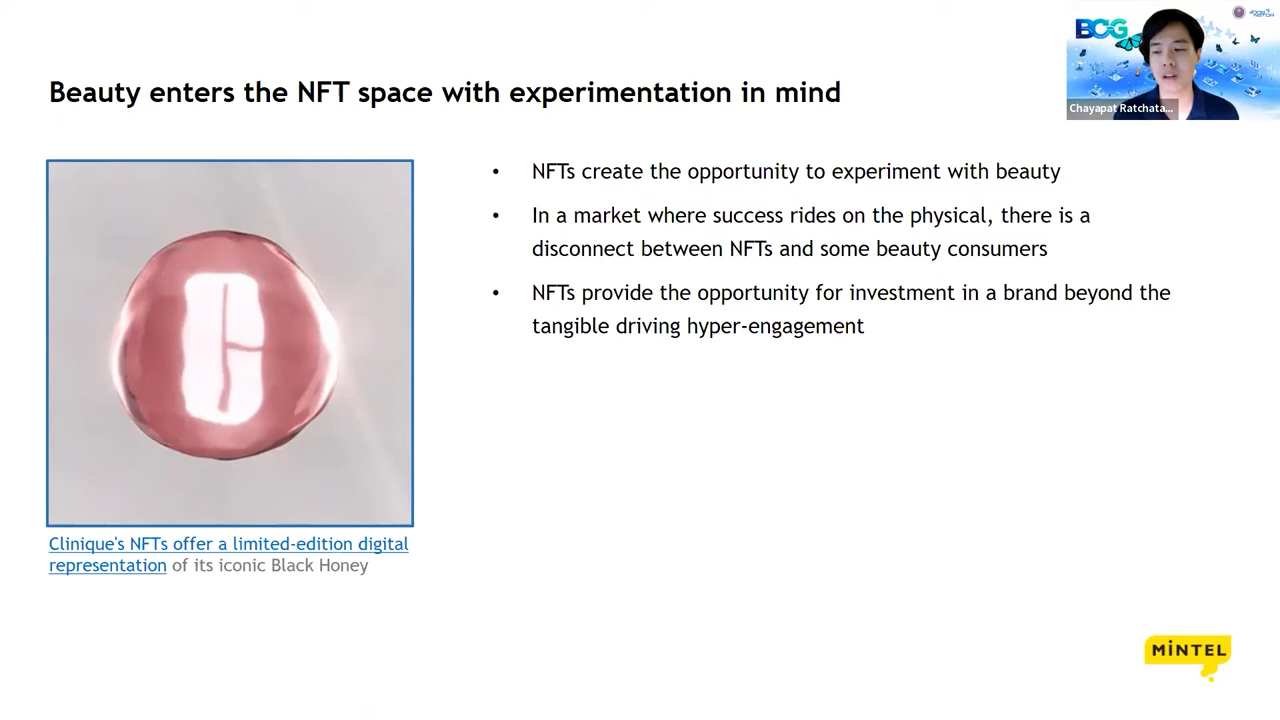 BCG
Chayapat Ratchata...
Beauty enters the NFT space with experimentation in mind
• NFTs create the opportunity to experiment with beauty
• In a market where success rides on the physical, there is a
disconnect between NFTs and some beauty consumers
• NFTs provide the opportunity for investment in a brand beyond the
tangible driving hyper-engagement
Clinique's NFTs offer a limited-edition digital
representation of its iconic Black Honey
MiNTEL